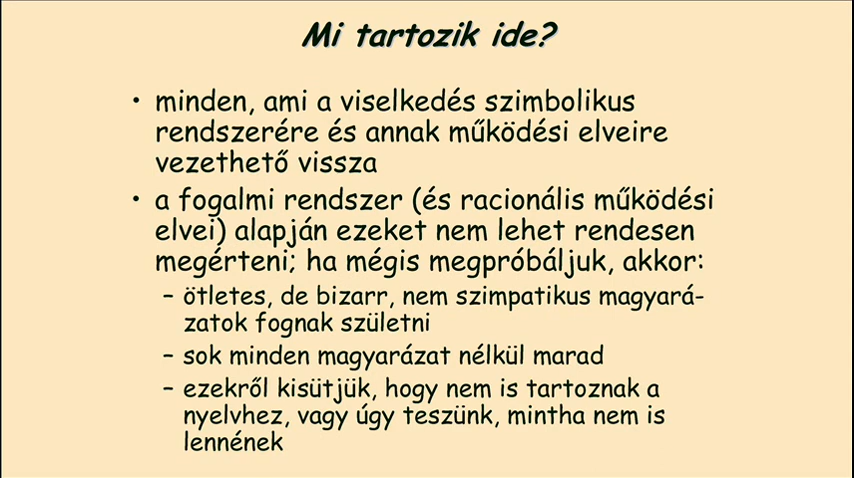 Mi tartozik ide?
• minden, ami a viselkedés szimbolikus
rendszerére és annak működési elveire
vezethető vissza
• a fogalmi rendszer (és racionális működési
elvei) alapján ezeket nem lehet rendesen
megérteni; ha mégis megpróbáljuk, akkor:
– ötletes, de bizarr, nem szimpatikus magyará-
zatok fognak születni
– sok minden magyarázat nélkül marad
– ezekről kisütjük, hogy nem is tartoznak a
nyelvhez, vagy úgy teszünk, mintha nem is
lennének